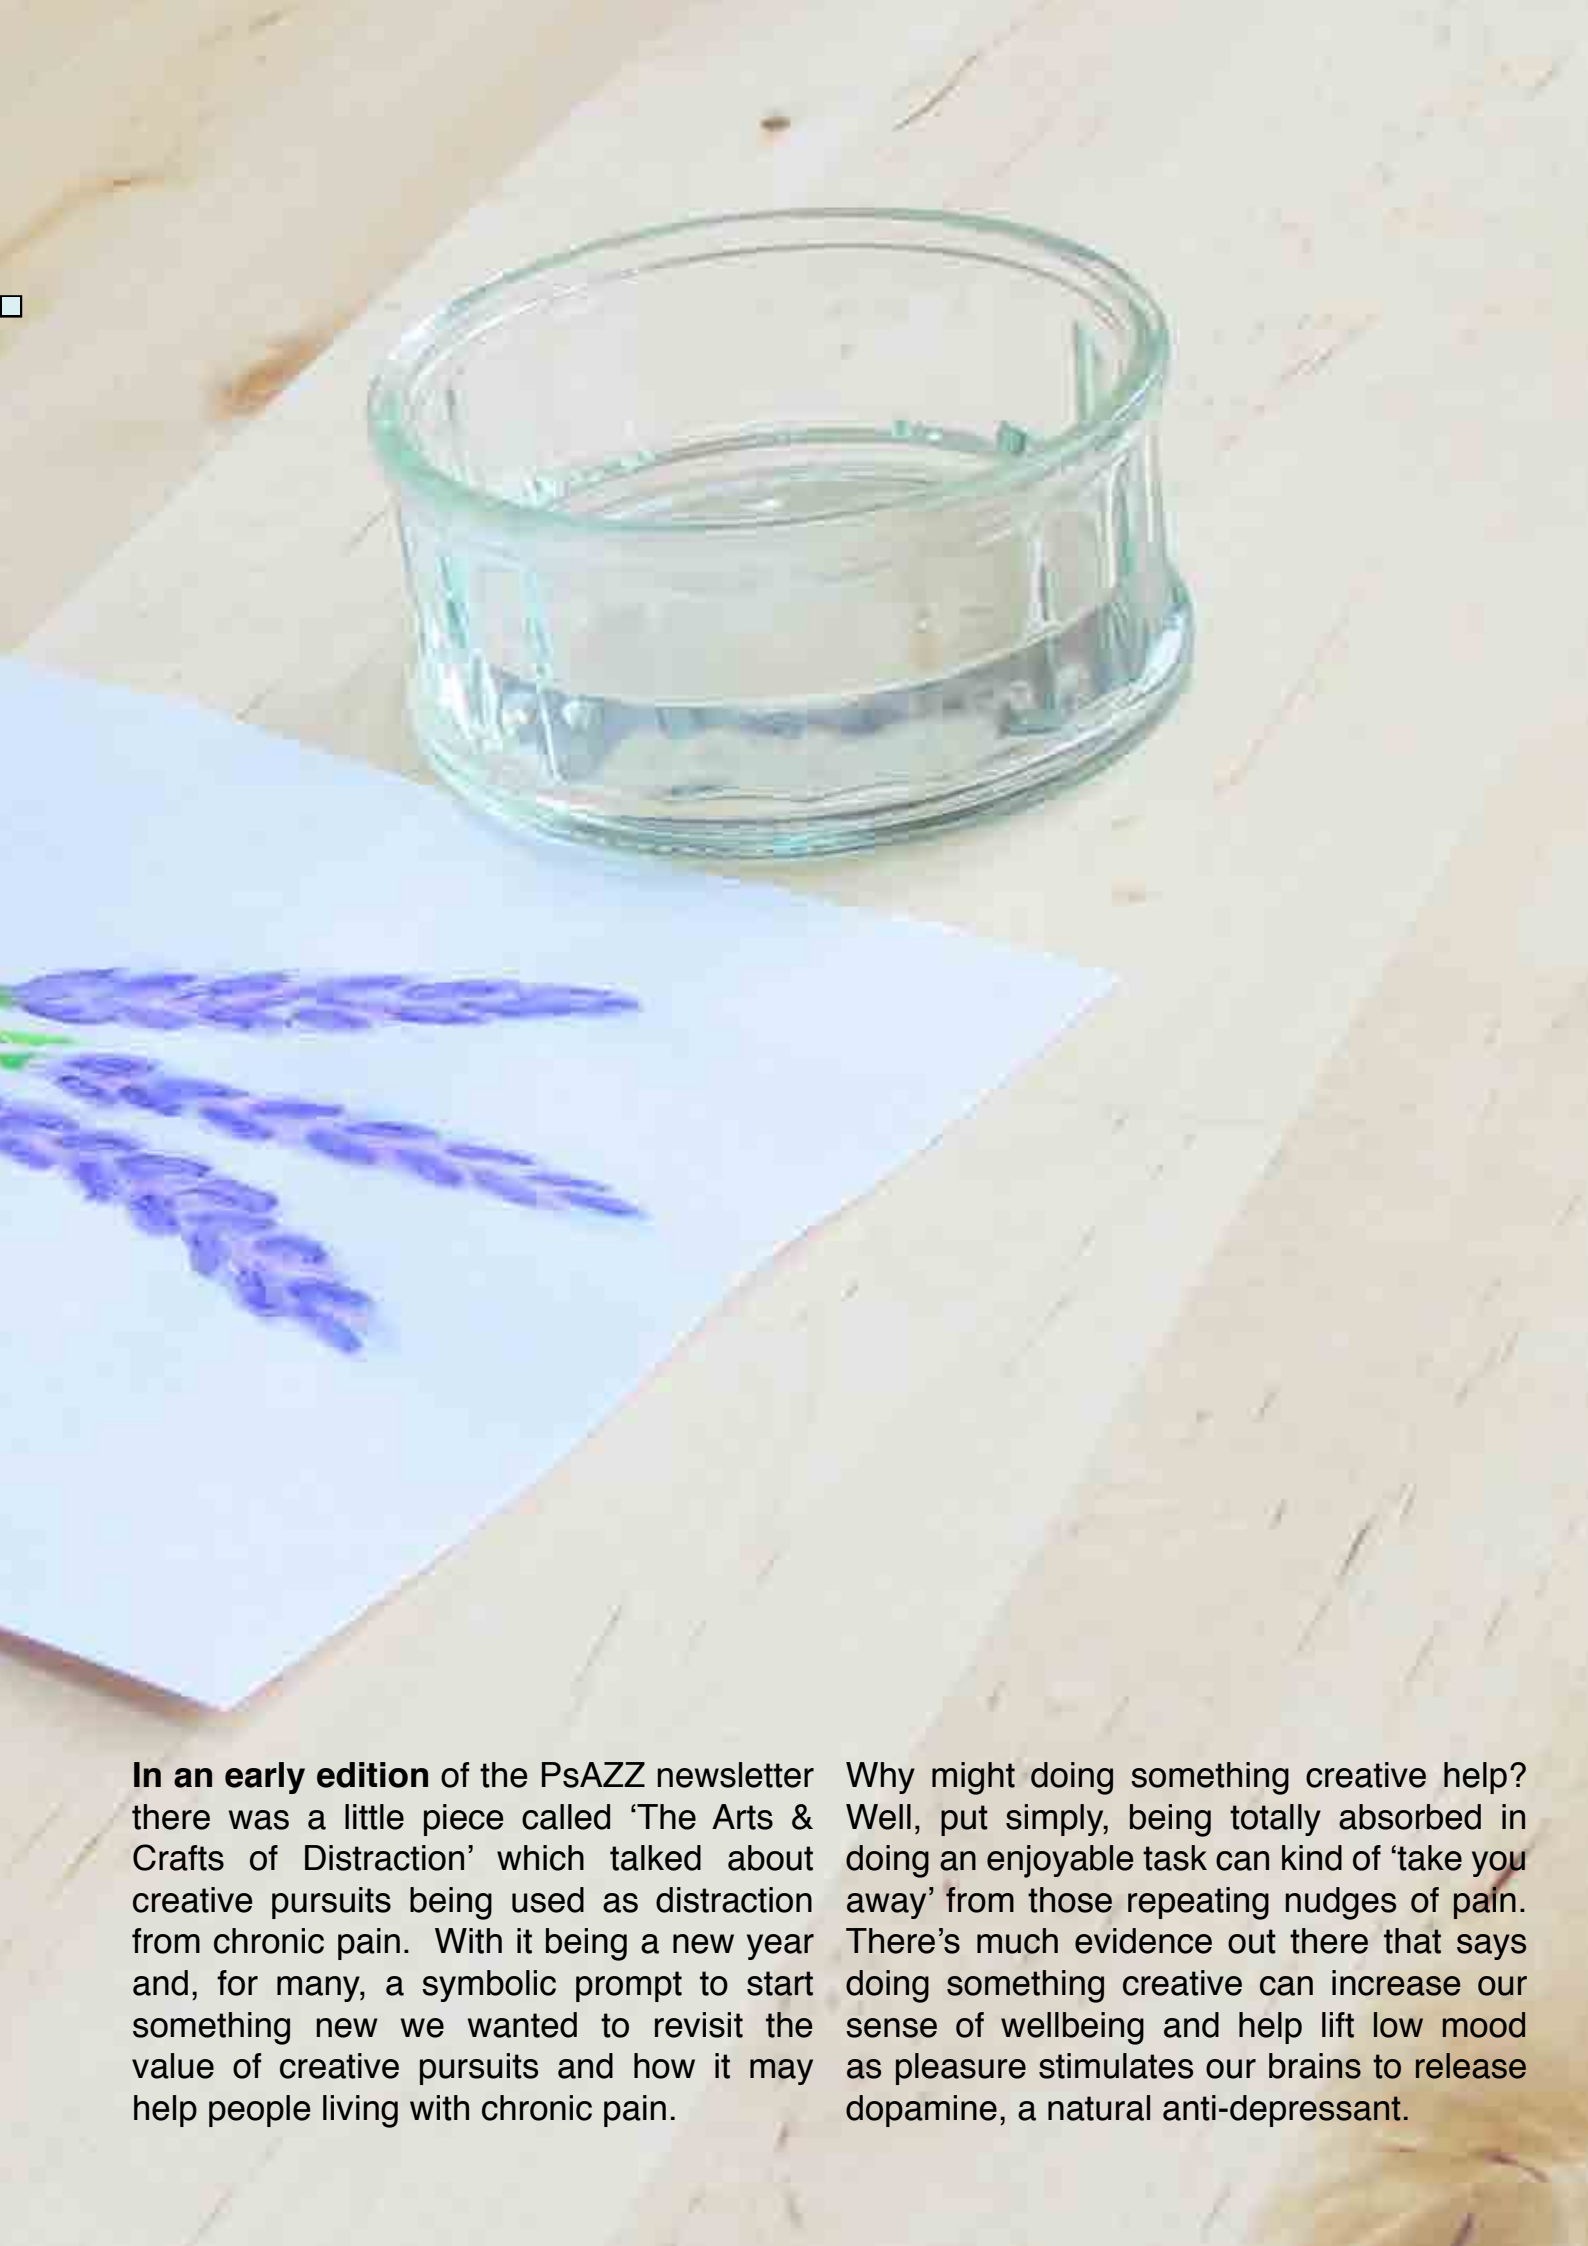 In an early edition of the PsAZZ newsletter
there was a little piece called ‘The Arts &
Crafts of Distraction’ which talked about
creative pursuits being used as distraction
from chronic pain.  With it being a new year
and, for many, a symbolic prompt to start
something new we wanted to revisit the
value of creative pursuits and how it may
help people living with chronic pain.
Why might doing something creative help?
Well, put simply, being totally absorbed in
doing an enjoyable task can kind of ‘take you
away’ from those repeating nudges of pain.
There’s much evidence out there that says
doing something creative can increase our
sense of wellbeing and help lift low mood
as pleasure stimulates our brains to release
dopamine, a natural anti-depressant.